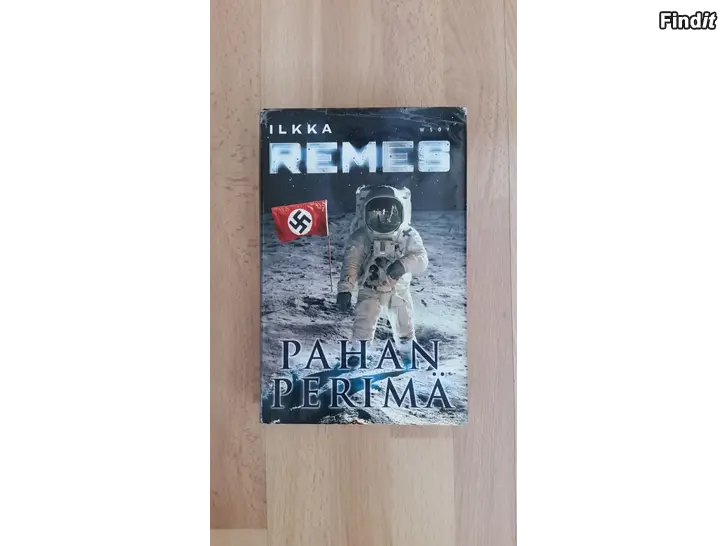 Findit
ILKKA
WSOY
REMES
PAHAN
PERIMÄ